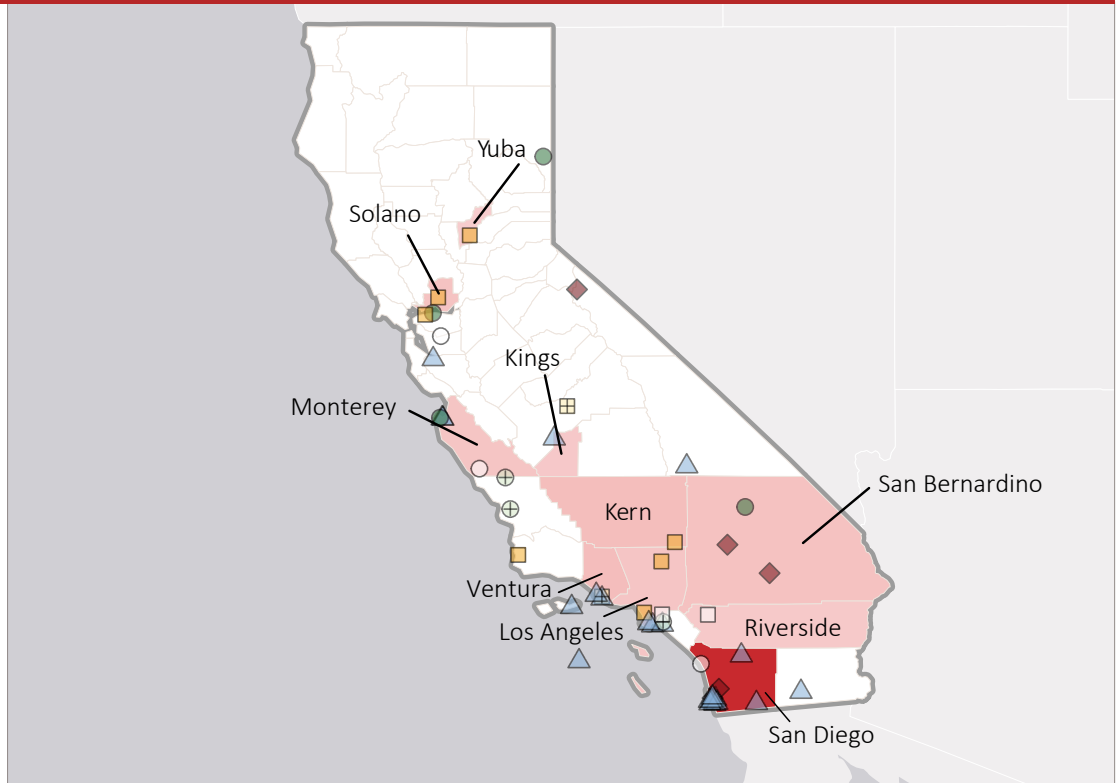 Yuba
Solano
Kings
Monterey
San Bernardino
Kern
Ventura
Los Angeles
Riverside
San Diego